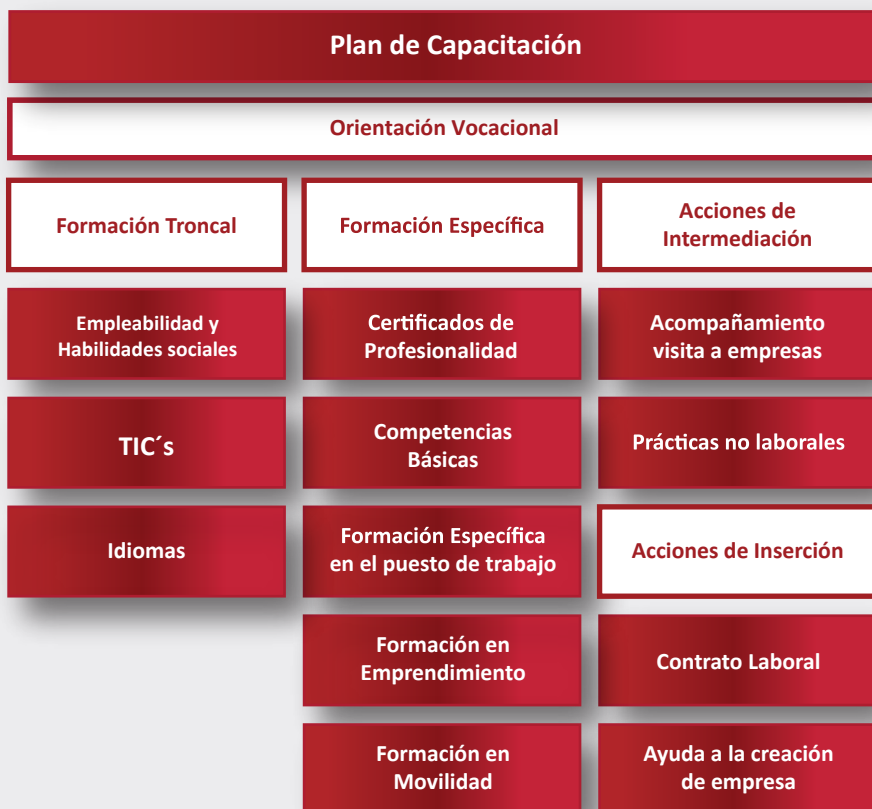 Plan de Capacitación
Orientación Vocacional
Formación Troncal
Formación Específica
Acciones de
Intermediación
Empleabilidad y
Habilidades sociales
Certificados de
Profesionalidad
Acompañamiento
visita a empresas
TIC´s
Competencias
Básicas
Prácticas no laborales
Idiomas
Formación Específica
en el puesto de trabajo
Acciones de Inserción
Formación en
Emprendimiento
Contrato Laboral
Formación en
Movilidad
Ayuda a la creación
de empresa